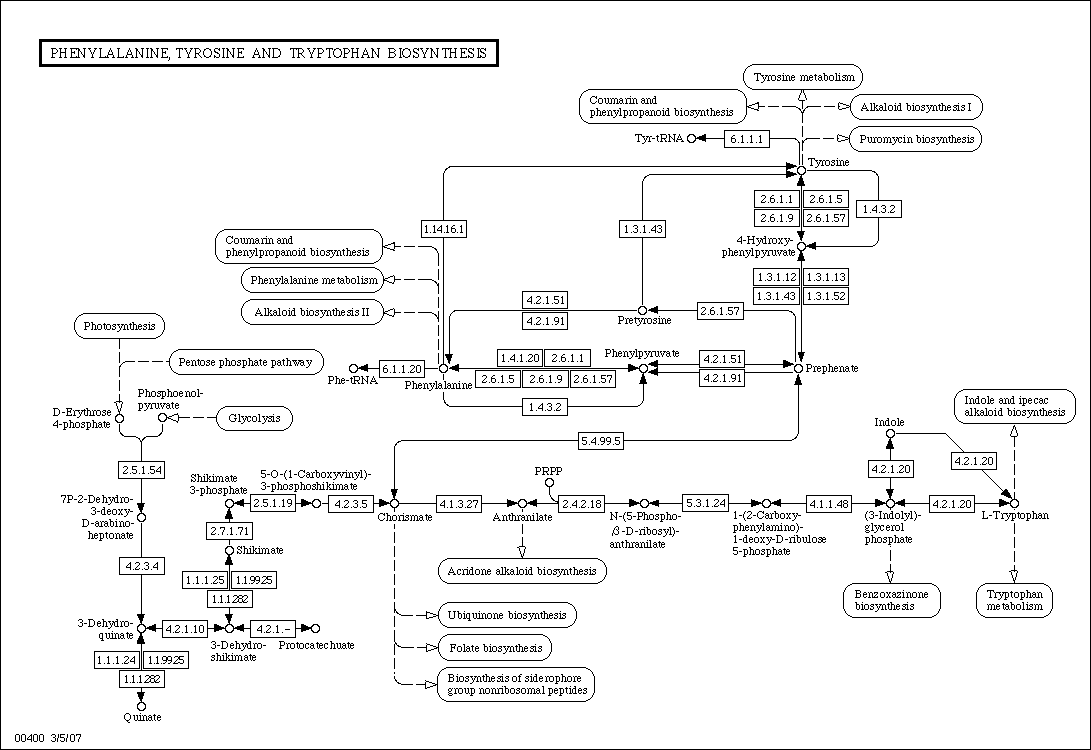 PHENYLALANINE, TYROSINE AND TRYPTOPHAN BIOSYNTHESIS
Tyrosine metabolism
Coumarin and
phenylpropanoid biosynthesis
Alkaloid biosynthesis I
Tyr-tRNA
6.1.1.1
Puromycin biosynthesis
Tyrosine
2.6.1.1
2.6.1.5
2.6.1.9
2.6.1.57
1.4.3.2
1.14.16.1
1.3.1.43
4-Hydroxy-
phenylpyruvate
Coumarin and
phenylpropanoid biosynthesis
Phenylalanine metabolism
Alkaloid biosynthesis II
1.3.1.12
1.3.1.13
1.3.1.43
1.3.1.52
4.2.1.51
4.2.1.91
Pretyrosine
2.6.1.57
Photosynthesis
Pentose phosphate pathway
Phe-tRNA
6.1.1.20
Phenylalanine
1.4.1.20
2.6.1.1
2.6.1.5
2.6.1.9
2.6.1.57
Phenylpyruvate
4.2.1.51
4.2.1.91
Prephenate
1.4.3.2
D-Erythrose
4-phosphate
Phosphoenol-
pyruvate
Glycolysis
5.4.99.5
Indole and ipecac
alkaloid biosynthesis
Indole
4.2.1.20
4.2.1.20
2.5.1.54
Shikimate
3-phosphate
5-O-(1-Carboxyvinyl)-
3-phosphoshikimate
PRPP
7P-2-Dehydro-
3-deoxy-
D-arabino-
heptonate
2.5.1.19
4.2.3.5
Chorismate
4.1.3.27
Anthranilate
2.4.2.18
N-(5-Phospho-
β-D-ribosyl)-
anthranilate
5.3.1.24
1-(2-Carboxy-
phenylamino)-
1-deoxy-D-ribulose
5-phosphate
4.1.1.48
(3-Indolyl)-
glycerol
phosphate
4.2.1.20
L-Tryptophan
2.7.1.71
Shikimate
4.2.3.4
1.1.1.25
1.1.99.25
1.1.1.282
Acridone alkaloid biosynthesis
Benzoxazinone
biosynthesis
Tryptophan
metabolism
Ubiquinone biosynthesis
Folate biosynthesis
Biosynthesis of siderophore
group nonribosomal peptides
3-Dehydro-
quinate
4.2.1.10
3-Dehydro-
shikimate
4.2.1.-
Protocatechuate
1.1.1.24
1.1.99.25
1.1.1.282
Quinate
00400 3/5/07